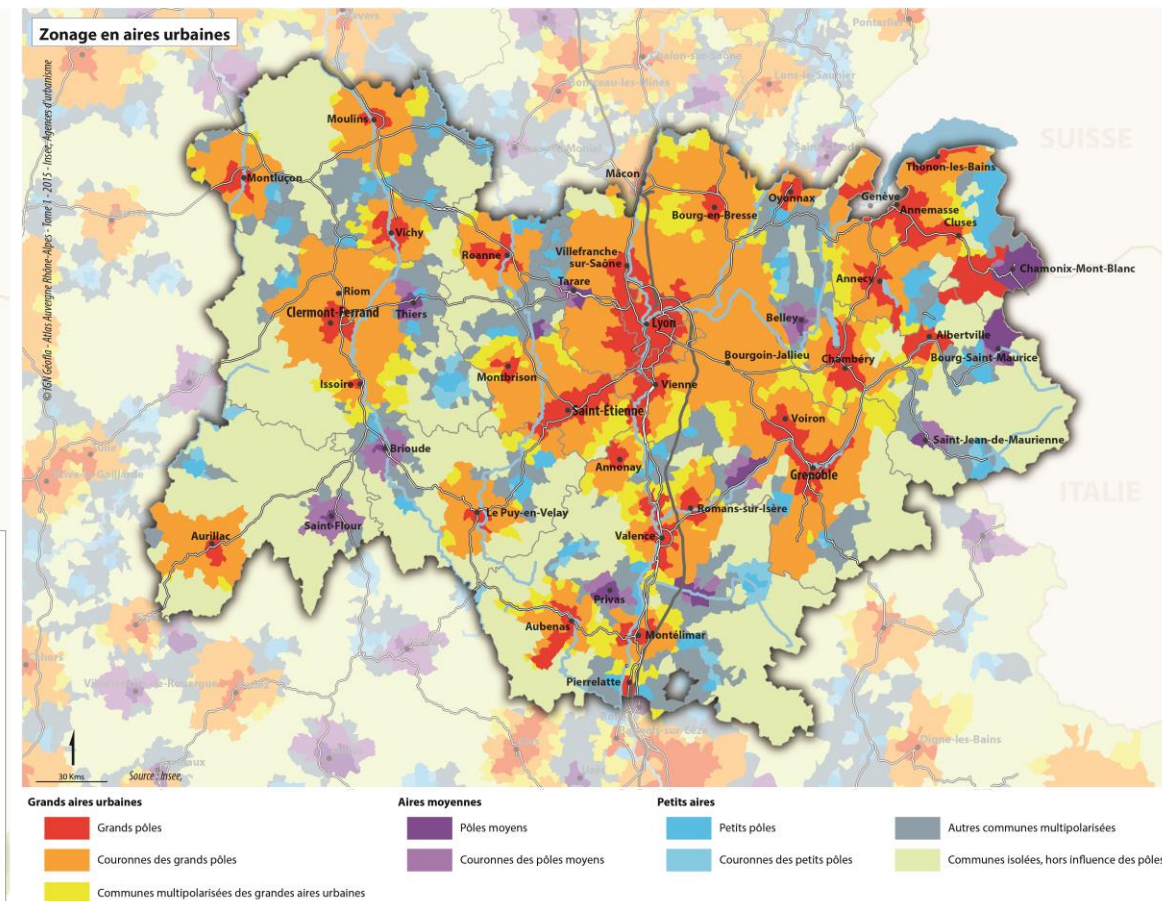 Zonage en aires urbaines
© IGN Géofla - Atlas Auvergne Rhône-Alpes - Tome 1 - 2015 - Insee, Agences d'urbanisme
Pontarlier
Chalon-sur-Saône
Montceau-les-Mines
Lons-le-Saunier
SUISSE
Moulins
Montluçon
Mâcon
Oyonnax
Genève
Thonon-les-Bains
Annemasse
Cluses
Bourg-en-Bresse
Vichy
Roanne
Villefranche-
sur-Saône
Tarare
Annecy
Chamonix-Mont-Blanc
Riom
Clermont-Ferrand
Thiers
Lyon
Belley
Albertville
Bourg-Saint-Maurice
Bourgoin-Jallieu
Chambéry
Issoire
Montbrison
Vienne
Saint-Étienne
Voiron
Saint-Jean-de-Maurienne
Brioude
Annonay
Grenoble
ITALIE
Le Puy-en-Velay
Romans-sur-Isère
Saint-Flour
Valence
Aurillac
Privas
Aubenas
Montélimar
Pierrelatte
Digne-les-Bains
30 Kms
Source : Insee,
Grands aires urbaines
Grands pôles
Couronnes des grands pôles
Communes multipolarisées des grandes aires urbaines
Aires moyennes
Pôles moyens
Couronnes des pôles moyens
Petits aires
Petits pôles
Couronnes des petits pôles
Autres communes multipolarisées
Communes isolées, hors influence des pôles